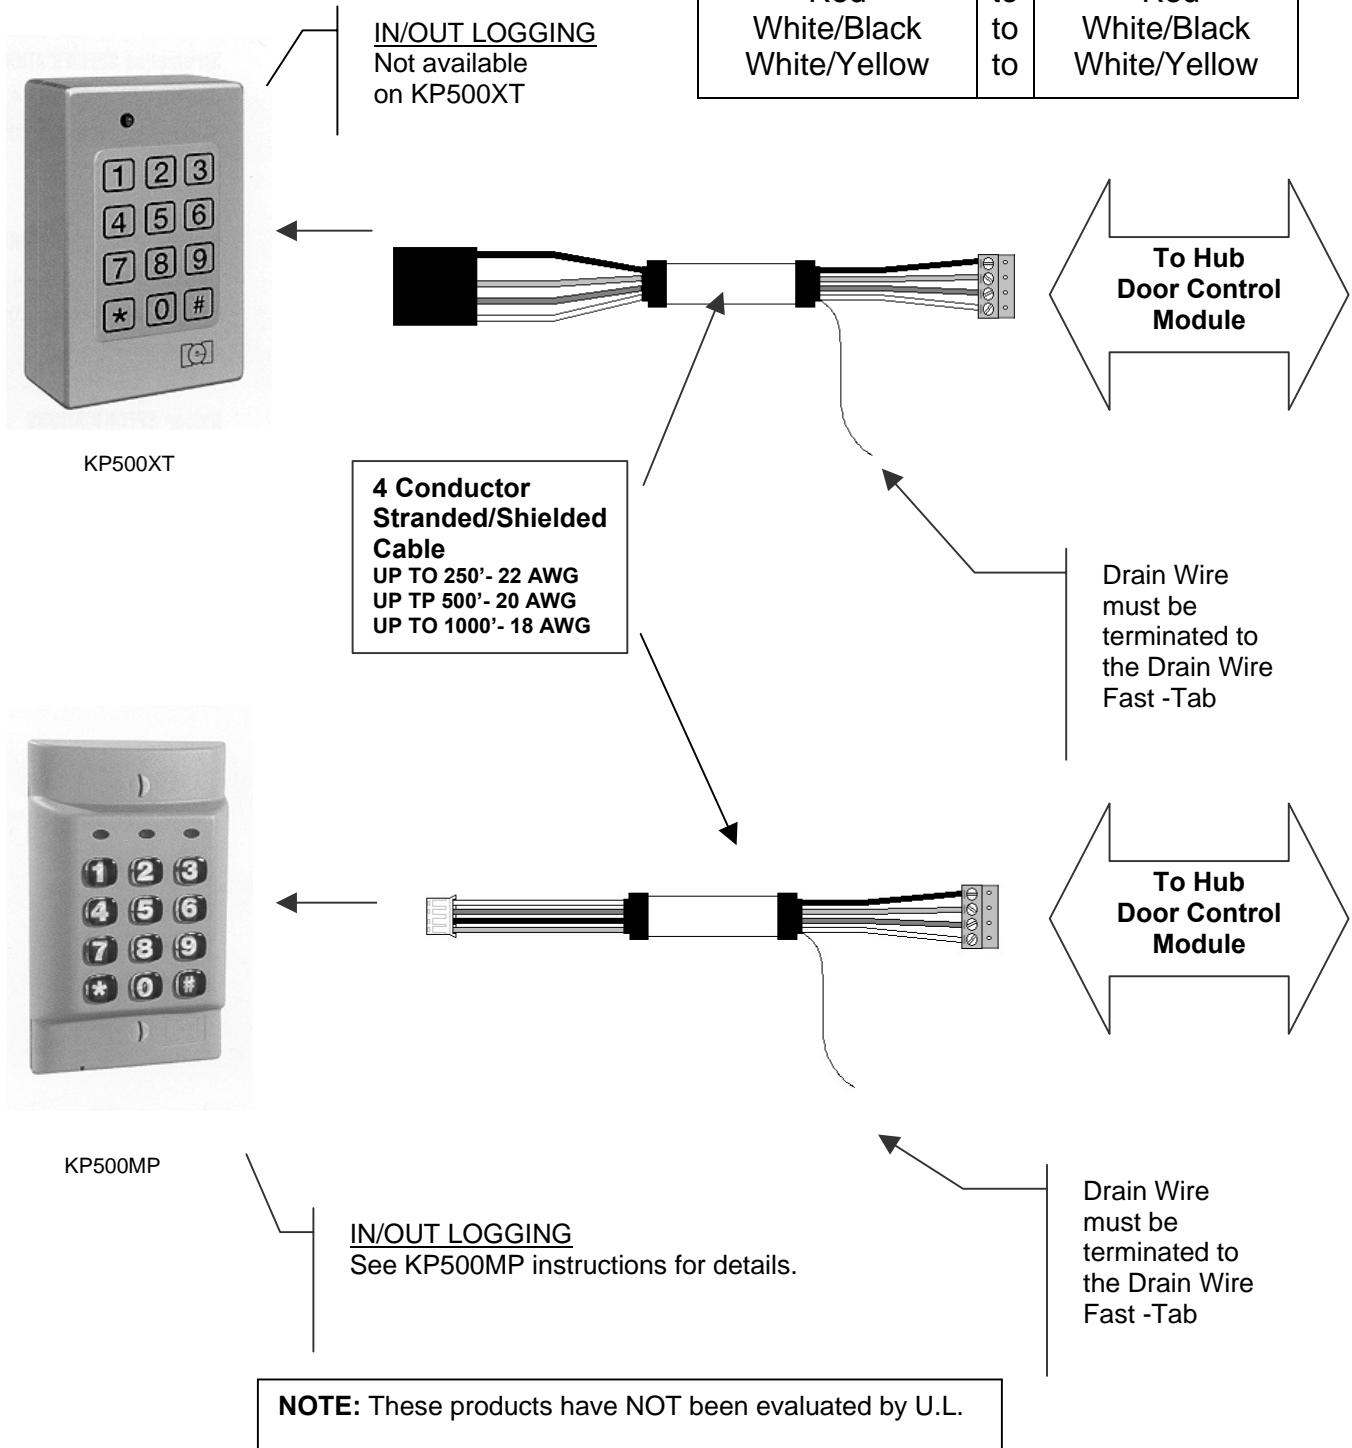 Red to Red
White/Black to White/Black
White/Yellow to White/Yellow
IN/OUT LOGGING
Not available
on KP500XT
1 2 3
4 5 6
7 8 9
* 0 #
KP500XT
To Hub
Door Control
Module
4 Conductor
Stranded/Shielded
Cable
UP TO 250’- 22 AWG
UP TP 500’- 20 AWG
UP TO 1000’- 18 AWG
Drain Wire
must be
terminated to
the Drain Wire
Fast -Tab
1 2 3
4 5 6
7 8 9
* 0 #
KP500MP
To Hub
Door Control
Module
IN/OUT LOGGING
See KP500MP instructions for details.
Drain Wire
must be
terminated to
the Drain Wire
Fast -Tab
NOTE: These products have NOT been evaluated by U.L.